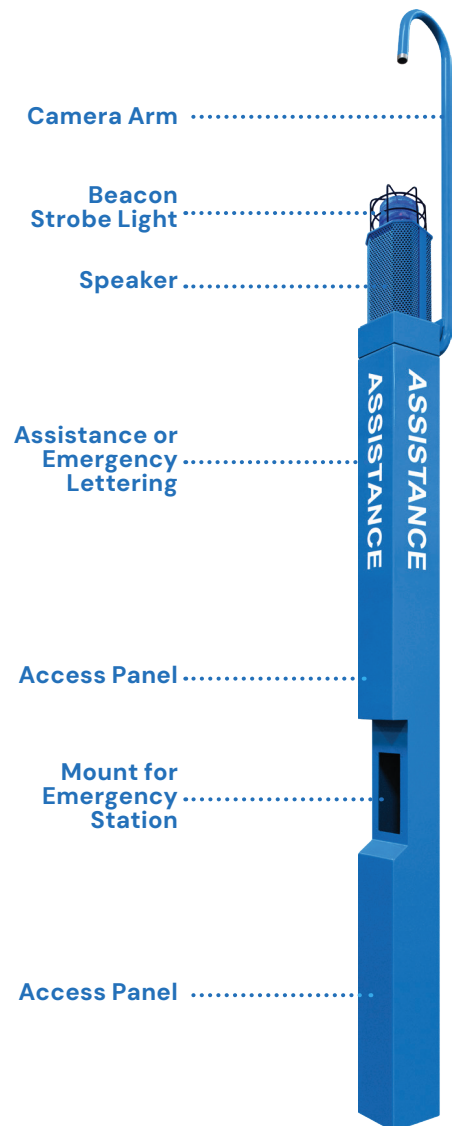 Camera Arm
Beacon
Strobe Light
Speaker
ASSISTANCE
ASSISTANCE
Assistance or
Emergency
Lettering
Access Panel
Mount for
Emergency
Station
Access Panel